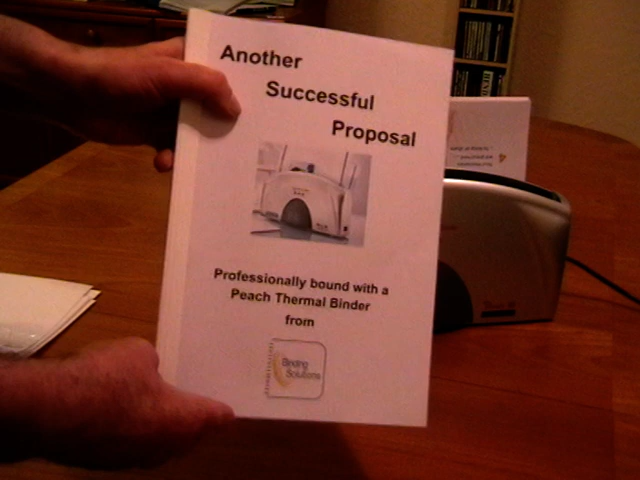 Another
Successful
Proposal
Professionally bound with a
Peach Thermal Binder
from
Binding
Solutions